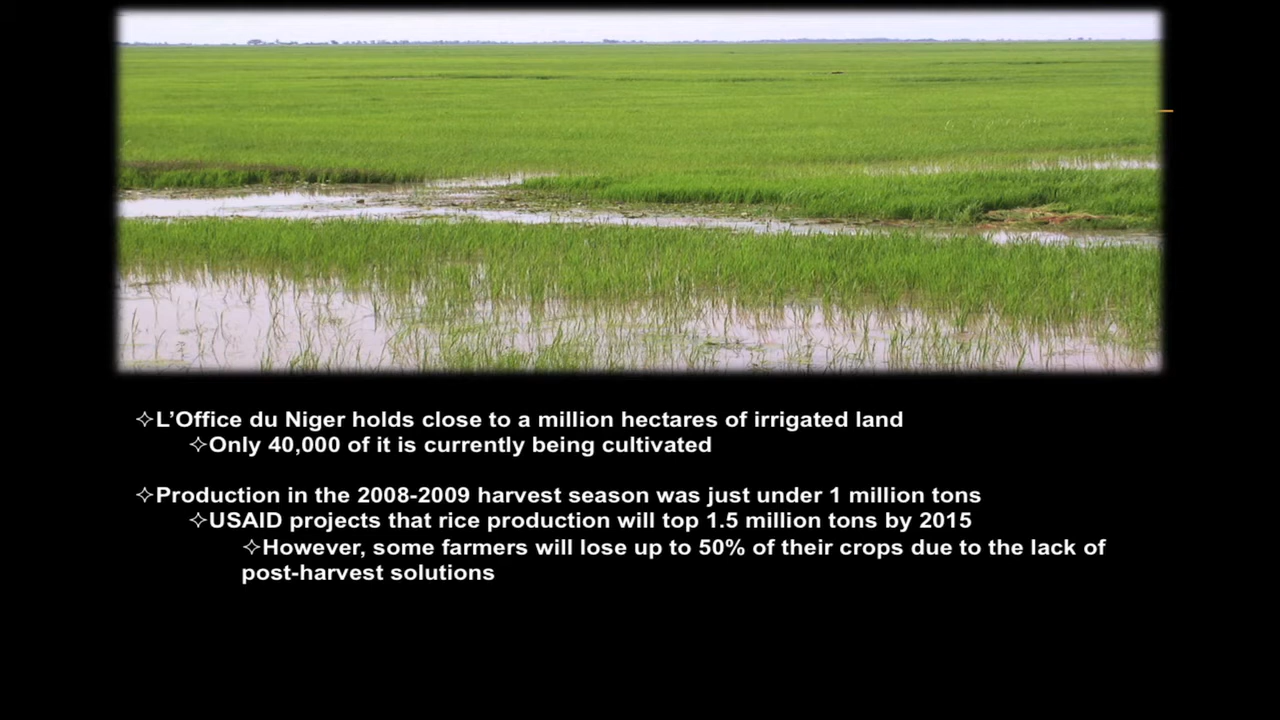 ✧L’Office du Niger holds close to a million hectares of irrigated land
✧Only 40,000 of it is currently being cultivated
✧Production in the 2008-2009 harvest season was just under 1 million tons
✧USAID projects that rice production will top 1.5 million tons by 2015
✧However, some farmers will lose up to 50% of their crops due to the lack of
post-harvest solutions